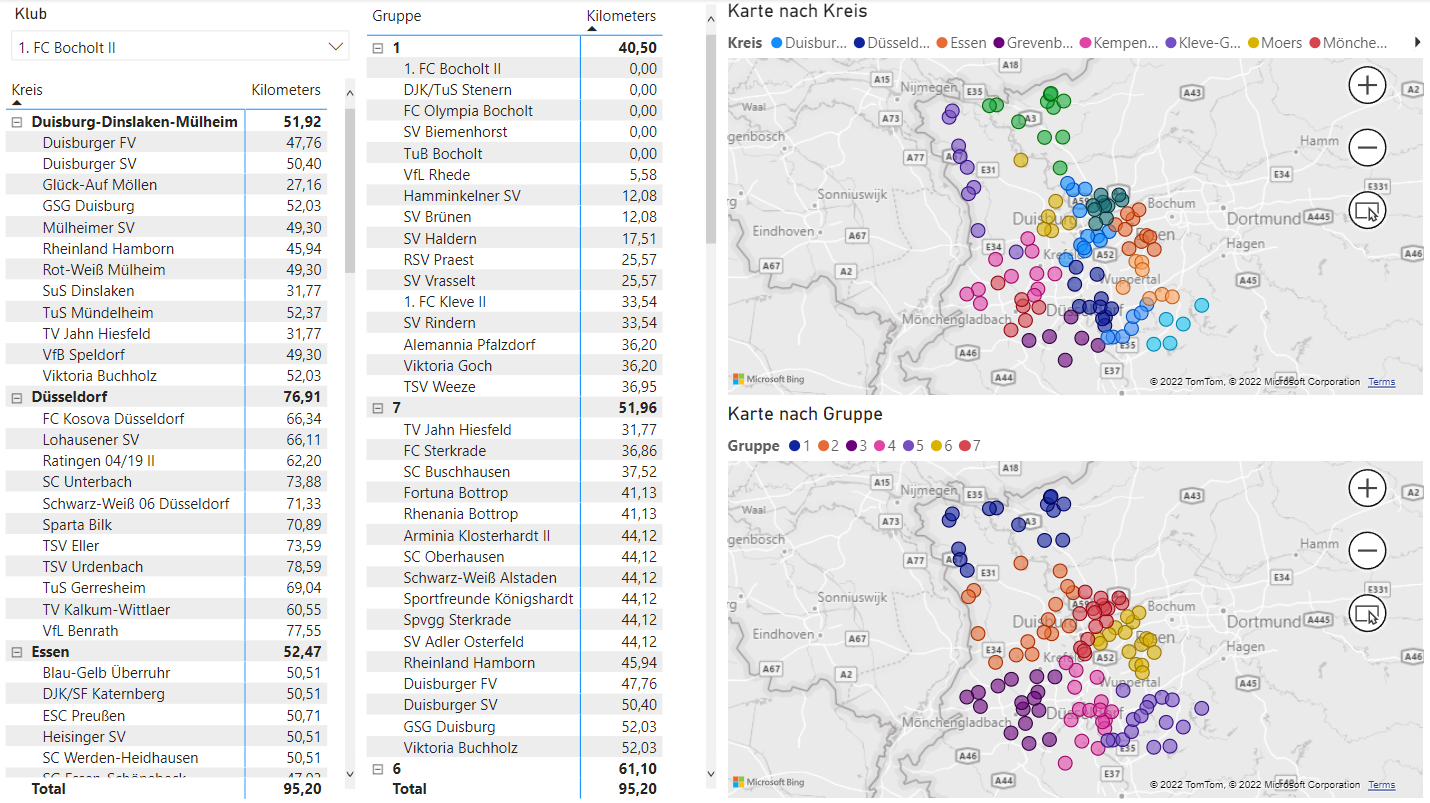 Klub
1. FC Bocholt II
Kreis Kilometers
Duisburg-Dinslaken-Mülheim 51,92
Duisburger FV 47,76
Duisburger SV 50,40
Glück-Auf Möllen 27,16
GSG Duisburg 52,03
Mülheimer SV 49,30
Rheinland Hamborn 45,94
Rot-Weiß Mülheim 49,30
SuS Dinslaken 31,77
TuS Mündelheim 52,37
TV Jahn Hiesfeld 31,77
VfB Speldorf 49,30
Viktoria Buchholz 52,03
Düsseldorf 76,91
FC Kosova Düsseldorf 66,34
Lohausener SV 66,11
Ratingen 04/19 II 62,20
SC Unterbach 73,88
Schwarz-Weiß 06 Düsseldorf 71,33
Sparta Bilk 70,89
TSV Eller 73,59
TSV Urdenbach 78,59
TuS Gerresheim 69,04
TV Kalkum-Wittlaer 60,55
VfL Benrath 77,55
Essen 52,47
Blau-Gelb Überruhr 50,51
DJK/SF Katernberg 50,51
ESC Preußen 50,71
Heisinger SV 50,51
SC Werden-Heidhausen 50,51
Total 95,20
Gruppe Kilometers
1 40,50
1. FC Bocholt II 0,00
DJK/TuS Stenern 0,00
FC Olympia Bocholt 0,00
SV Biemenhorst 0,00
TuB Bocholt 0,00
VfL Rhede 5,58
Hamminkelner SV 12,08
SV Brünen 12,08
SV Haldern 17,51
RSV Praest 25,57
SV Vrasselt 25,57
1. FC Kleve II 33,54
SV Rindern 33,54
Alemannia Pfalzdorf 36,20
Viktoria Goch 36,20
TSV Weeze 36,95
7 51,96
TV Jahn Hiesfeld 31,77
FC Sterkrade 36,86
SC Buschhausen 37,52
Fortuna Bottrop 41,13
Rhenania Bottrop 41,13
Arminia Klosterhardt II 44,12
SC Oberhausen 44,12
Schwarz-Weiß Alstaden 44,12
Sportfreunde Königshardt 44,12
Spvgg Sterkrade 44,12
SV Adler Osterfeld 44,12
Rheinland Hamborn 45,94
Duisburger FV 47,76
Duisburger SV 50,40
GSG Duisburg 52,03
Viktoria Buchholz 52,03
6 61,10
Total 95,20
Karte nach Kreis
Kreis Duisbur... Düsseld... Essen Grevenb... Kempen... Kleve-G... Moers Mönche...
A18
A15 Nijmegen E35 A43 A2
Waal A73 A3
genbosch
Hamm
A77 E31
E34
E331
Sonniuswijk
Bochum
Dortmund A445
Eindhoven A67
Hagen
E34 A52 A46
A67 A2
Wuppertal
A45
Mönchengladbach
A46 E35
A44 E37
Microsoft Bing © 2022 TomTom, © 2022 Microsoft Corporation Terms
Karte nach Gruppe
Gruppe 1 2 3 4 5 6 7
A18
A15 Nijmegen E35 A43 A2
Waal A73 A3
genbosch
Hamm
A77 E31
E34
E331
Sonniuswijk
Bochum
Dortmund A445
Eindhoven A67
Hagen
E34 A52 A46
A67 A2
Wuppertal
A45
Mönchengladbach
A46 E35
A44 E37
Microsoft Bing © 2022 TomTom, © 2022 Microsoft Corporation Terms